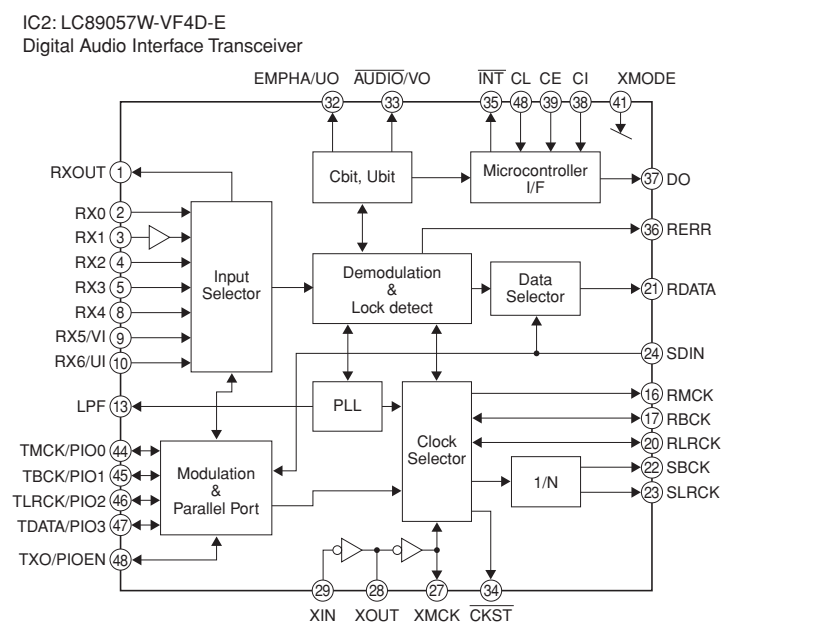 IC2: LC89057W-VF4D-E
Digital Audio Interface Transceiver
EMPHA/UO AUDIO/VO INT CL CE CI XMODE
32 33 35 48 39 38 41
RXOUT 1
Cbit, Ubit
Microcontroller
I/F
37 DO
RX0 2
RX1 3
RX2 4
RX3 5
RX4 8
RX5/VI 9
RX6/UI 10
Input
Selector
36 RERR
Demodulation
&
Lock detect
Data
Selector
21 RDATA
24 SDIN
LPF 13
PLL
Clock
Selector
16 RMCK
17 RBCK
20 RLRCK
22 SBCK
23 SLRCK
1/N
TMCK/PIO0 44
TBCK/PIO1 45
TLRCK/PIO2 46
TDATA/PIO3 47
TXO/PIOEN 48
Modulation
&
Parallel Port
29 28 27 34
XIN XOUT XMCK CKST